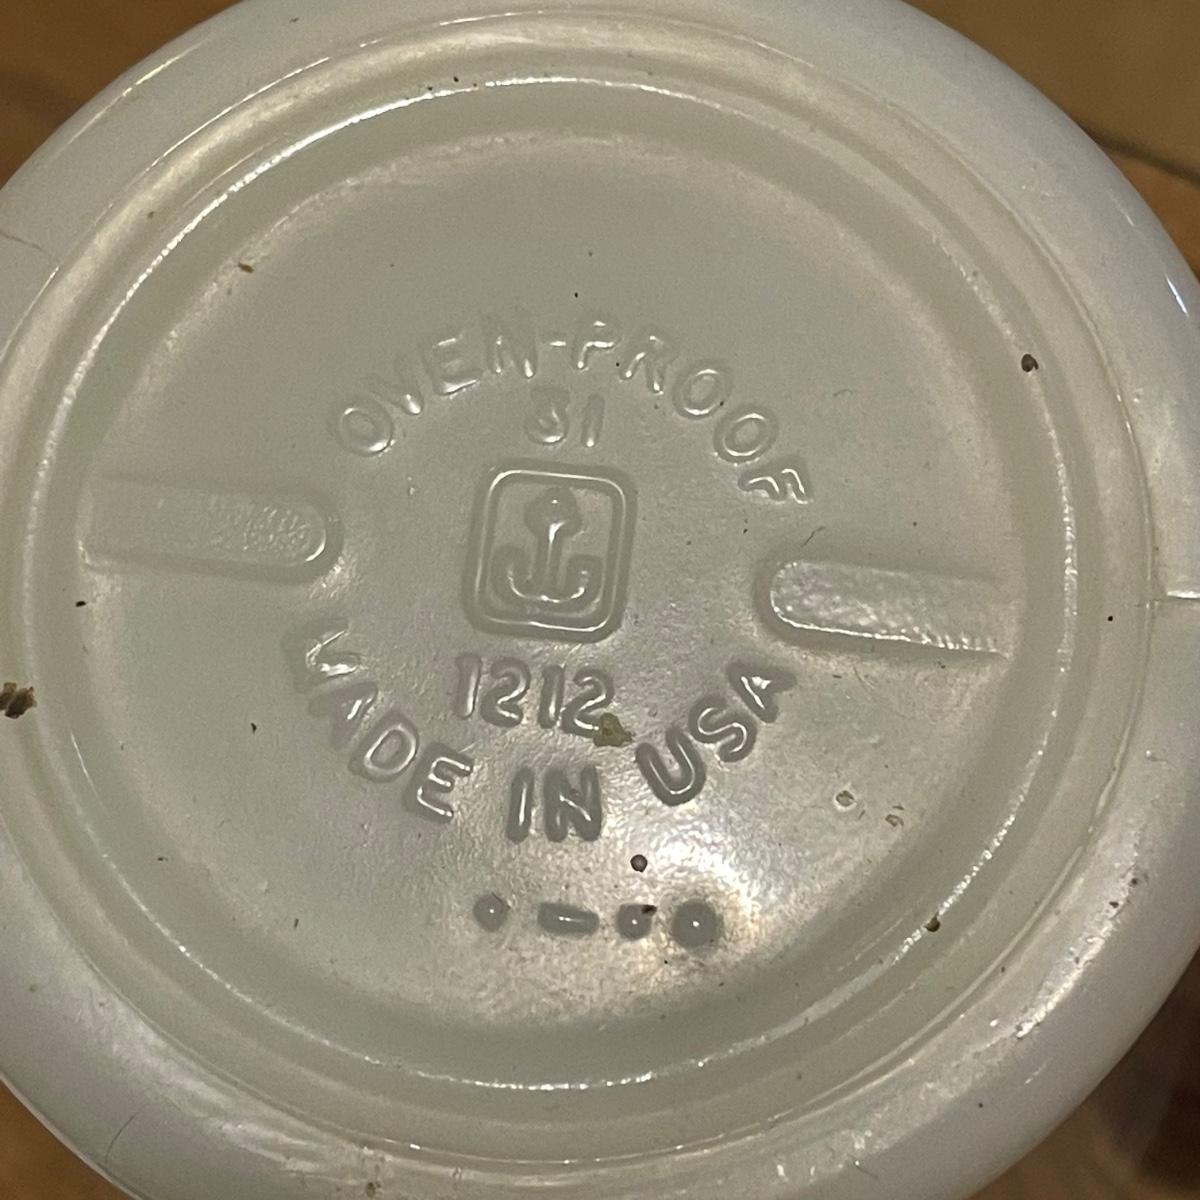 OVEN-PROOF
31
1212
MADE IN USA